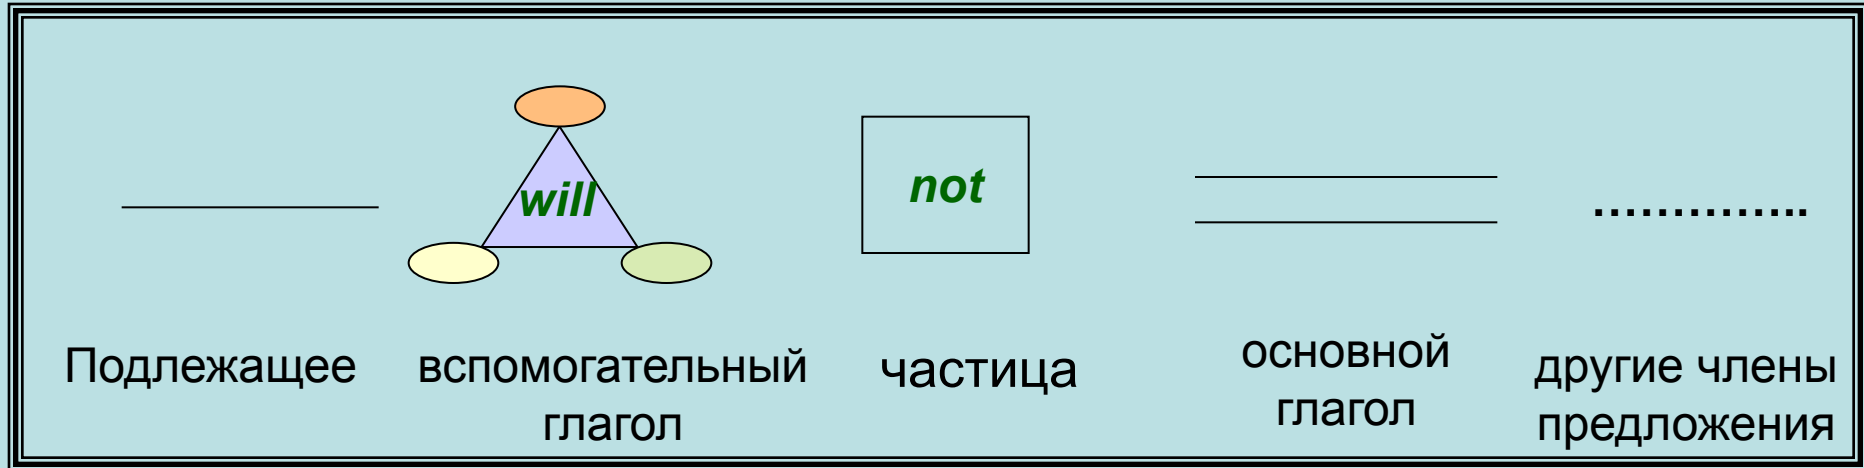 will
not
…………..
Подлежащее
вспомогательный
глагол
частица
основной
глагол
другие члены
предложения